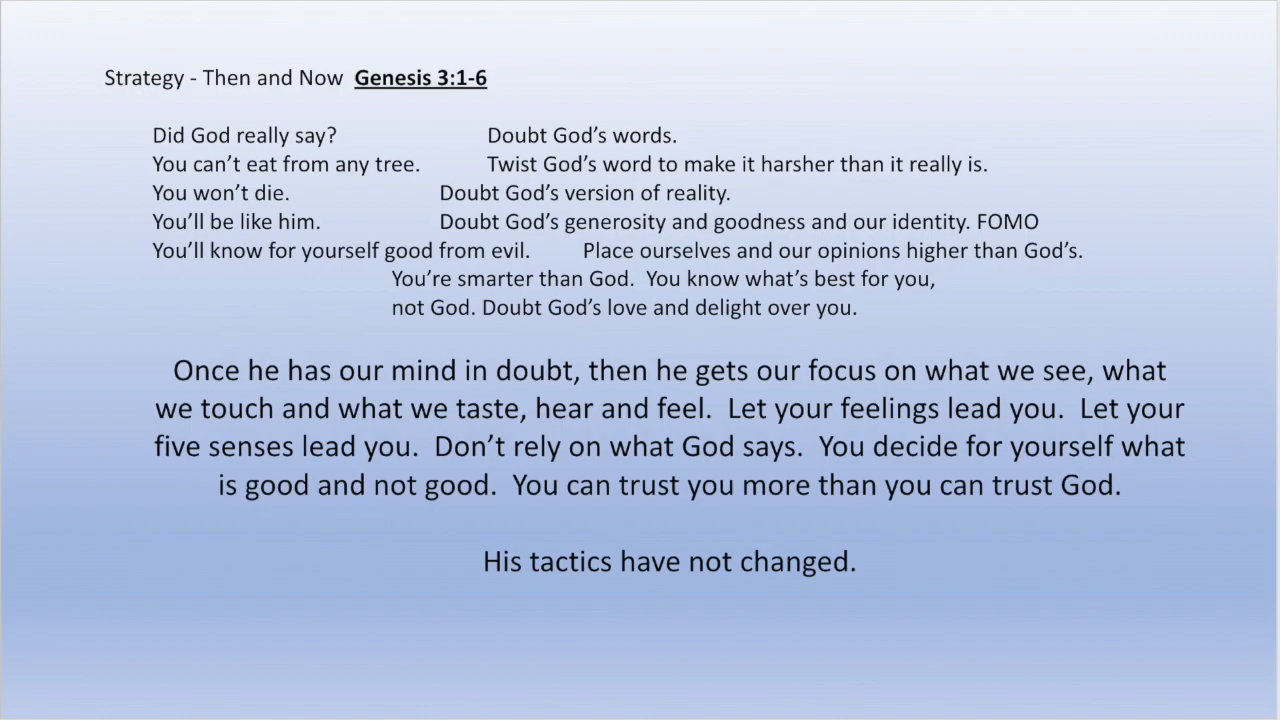 Strategy - Then and Now Genesis 3:1-6
Did God really say? Doubt God’s words.
You can’t eat from any tree. Twist God’s word to make it harsher than it really is.
You won’t die. Doubt God’s version of reality.
You’ll be like him. Doubt God’s generosity and goodness and our identity. FOMO
You’ll know for yourself good from evil. Place ourselves and our opinions higher than God’s.
You’re smarter than God. You know what’s best for you,
not God. Doubt God’s love and delight over you.
Once he has our mind in doubt, then he gets our focus on what we see, what
we touch and what we taste, hear and feel. Let your feelings lead you. Let your
five senses lead you. Don’t rely on what God says. You decide for yourself what
is good and not good. You can trust you more than you can trust God.
His tactics have not changed.